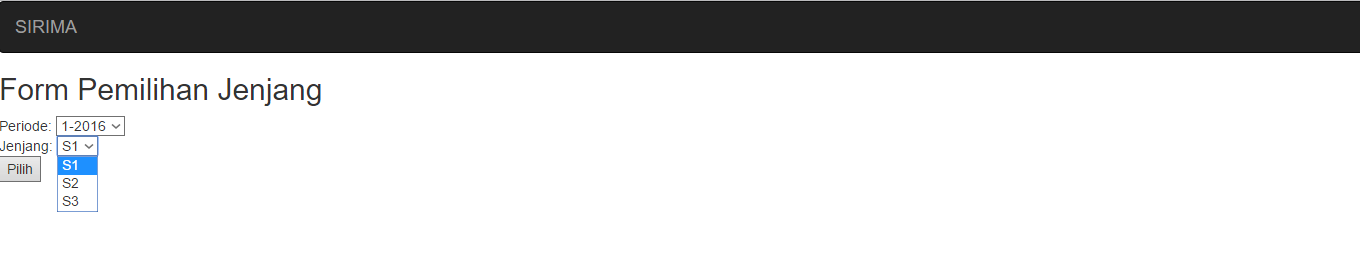 SIRIMA
Form Pemilihan Jenjang
Periode: 1-2016
Jenjang: S1
Pilih
S1
S2
S3